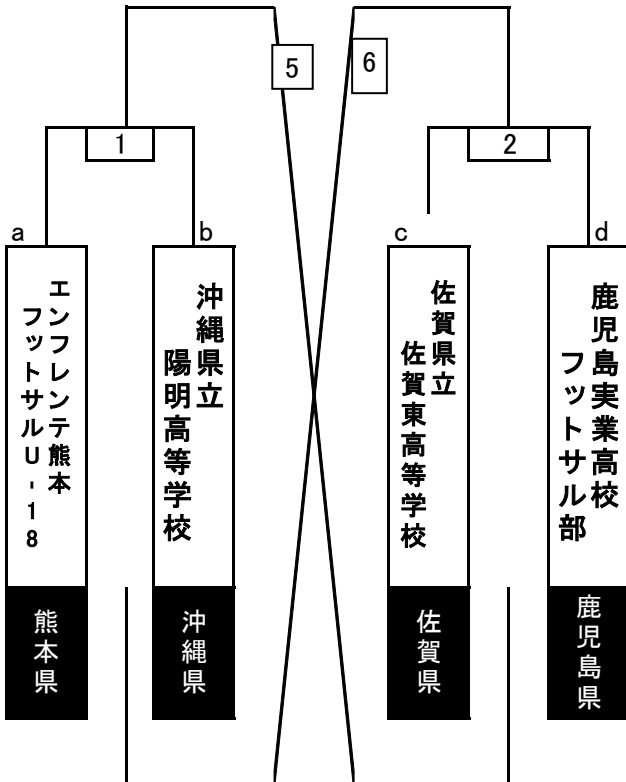 5
6
1
2
a
b
c
d
エンフレンテ熊本
フットサルU-18
沖縄県立
陽明高等学校
佐賀県立
佐賀東高等学校
鹿児島実業高校
フットサル部
熊本県
沖縄県
佐賀県
鹿児島県